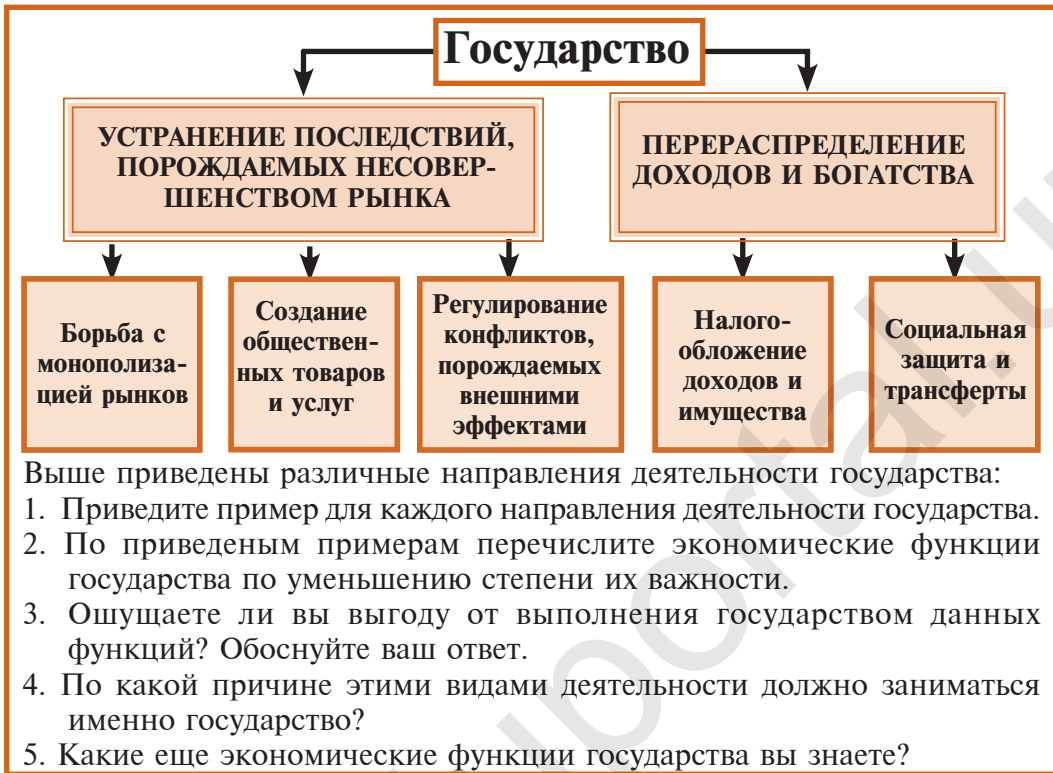 Государство
УСТРАНЕНИЕ ПОСЛЕДСТВИЙ,
ПОРОЖДАЕМЫХ НЕСОВЕР-
ШЕНСТВОМ РЫНКА
ПЕРЕРАСПРЕДЕЛЕНИЕ
ДОХОДОВ И БОГАТСТВА
Борьба с
монополиза-
цией рынков
Создание
обществен-
ных товаров
и услуг
Регулирование
конфликтов,
порождаемых
внешними
эффектами
Налого-
обложение
доходов и
имущества
Социальная
защита и
трансферты
Выше приведены различные направления деятельности государства:
1. Приведите пример для каждого направления деятельности государства.
2. По приведеным примерам перечислите экономические функции
государства по уменьшению степени их важности.
3. Ошущаете ли вы выгоду от выполнения государством данных
функций? Обоснуйте ваш ответ.
4. По какой причине этими видами деятельности должно заниматься
именно государство?
5. Какие еще экономические функции государства вы знаете?